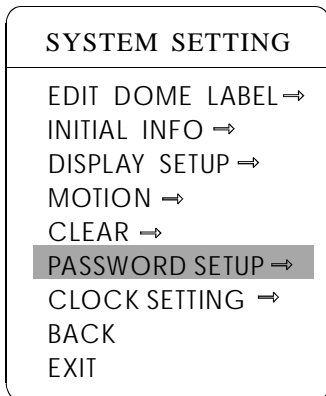 SYSTEM SETTING
EDIT DOME LABEL⇒
INITIAL INFO ⇒
DISPLAY SETUP ⇒
MOTION ⇒
CLEAR ⇒
PASSWORD SETUP ⇒
CLOCK SETTING ⇒
BACK
EXIT